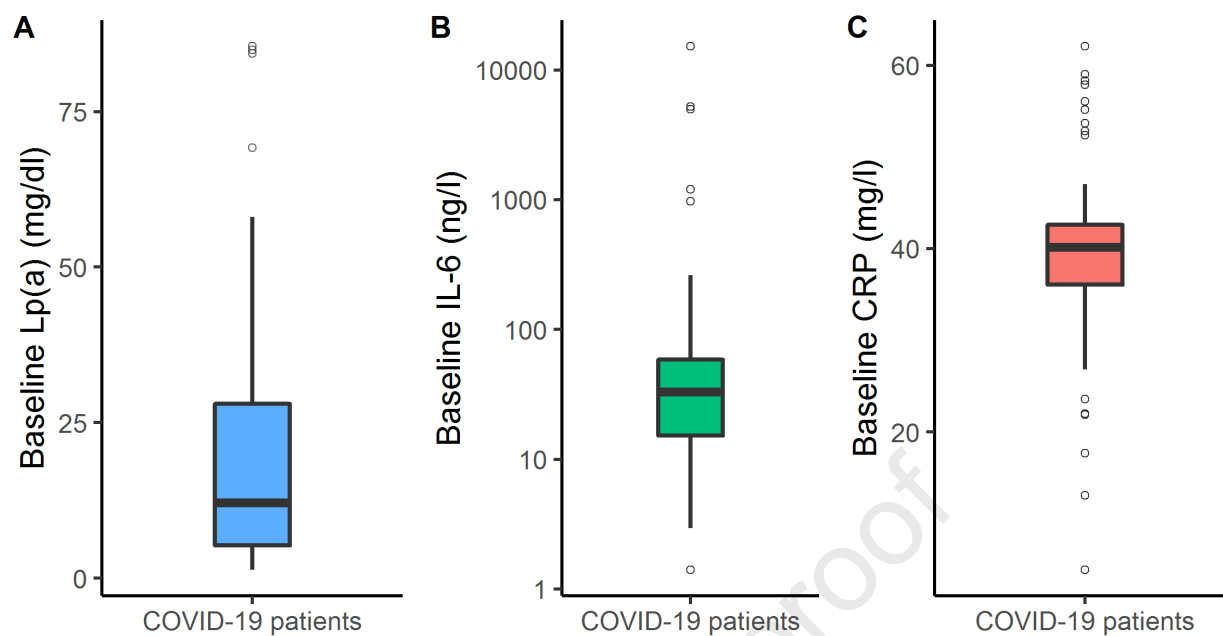 A
Baseline Lp(a) (mg/dl)
75
50
25
0
COVID-19 patients
B
Baseline IL-6 (ng/l)
10000
1000
100
10
1
COVID-19 patients
C
Baseline CRP (mg/l)
60
40
20
COVID-19 patients
proof